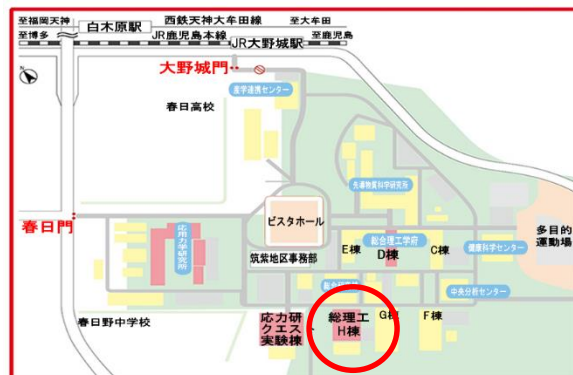 至福岡天神
白木原駅
西鉄天神大牟田線
至大牟田
至博多
JR鹿児島本線
JR大野城駅
至鹿児島
大野城門
N
産学連携センター
春日高校
先導物質科学研究所
春日門
応用力学研究所
ビスタホール
筑紫地区事務部
E棟
総合理工学府
D棟
C棟
健康科学センター
多目的
運動場
中央分析センター
春日野中学校
応力研
クエス
実験棟
総理工
H棟
G棟
F棟